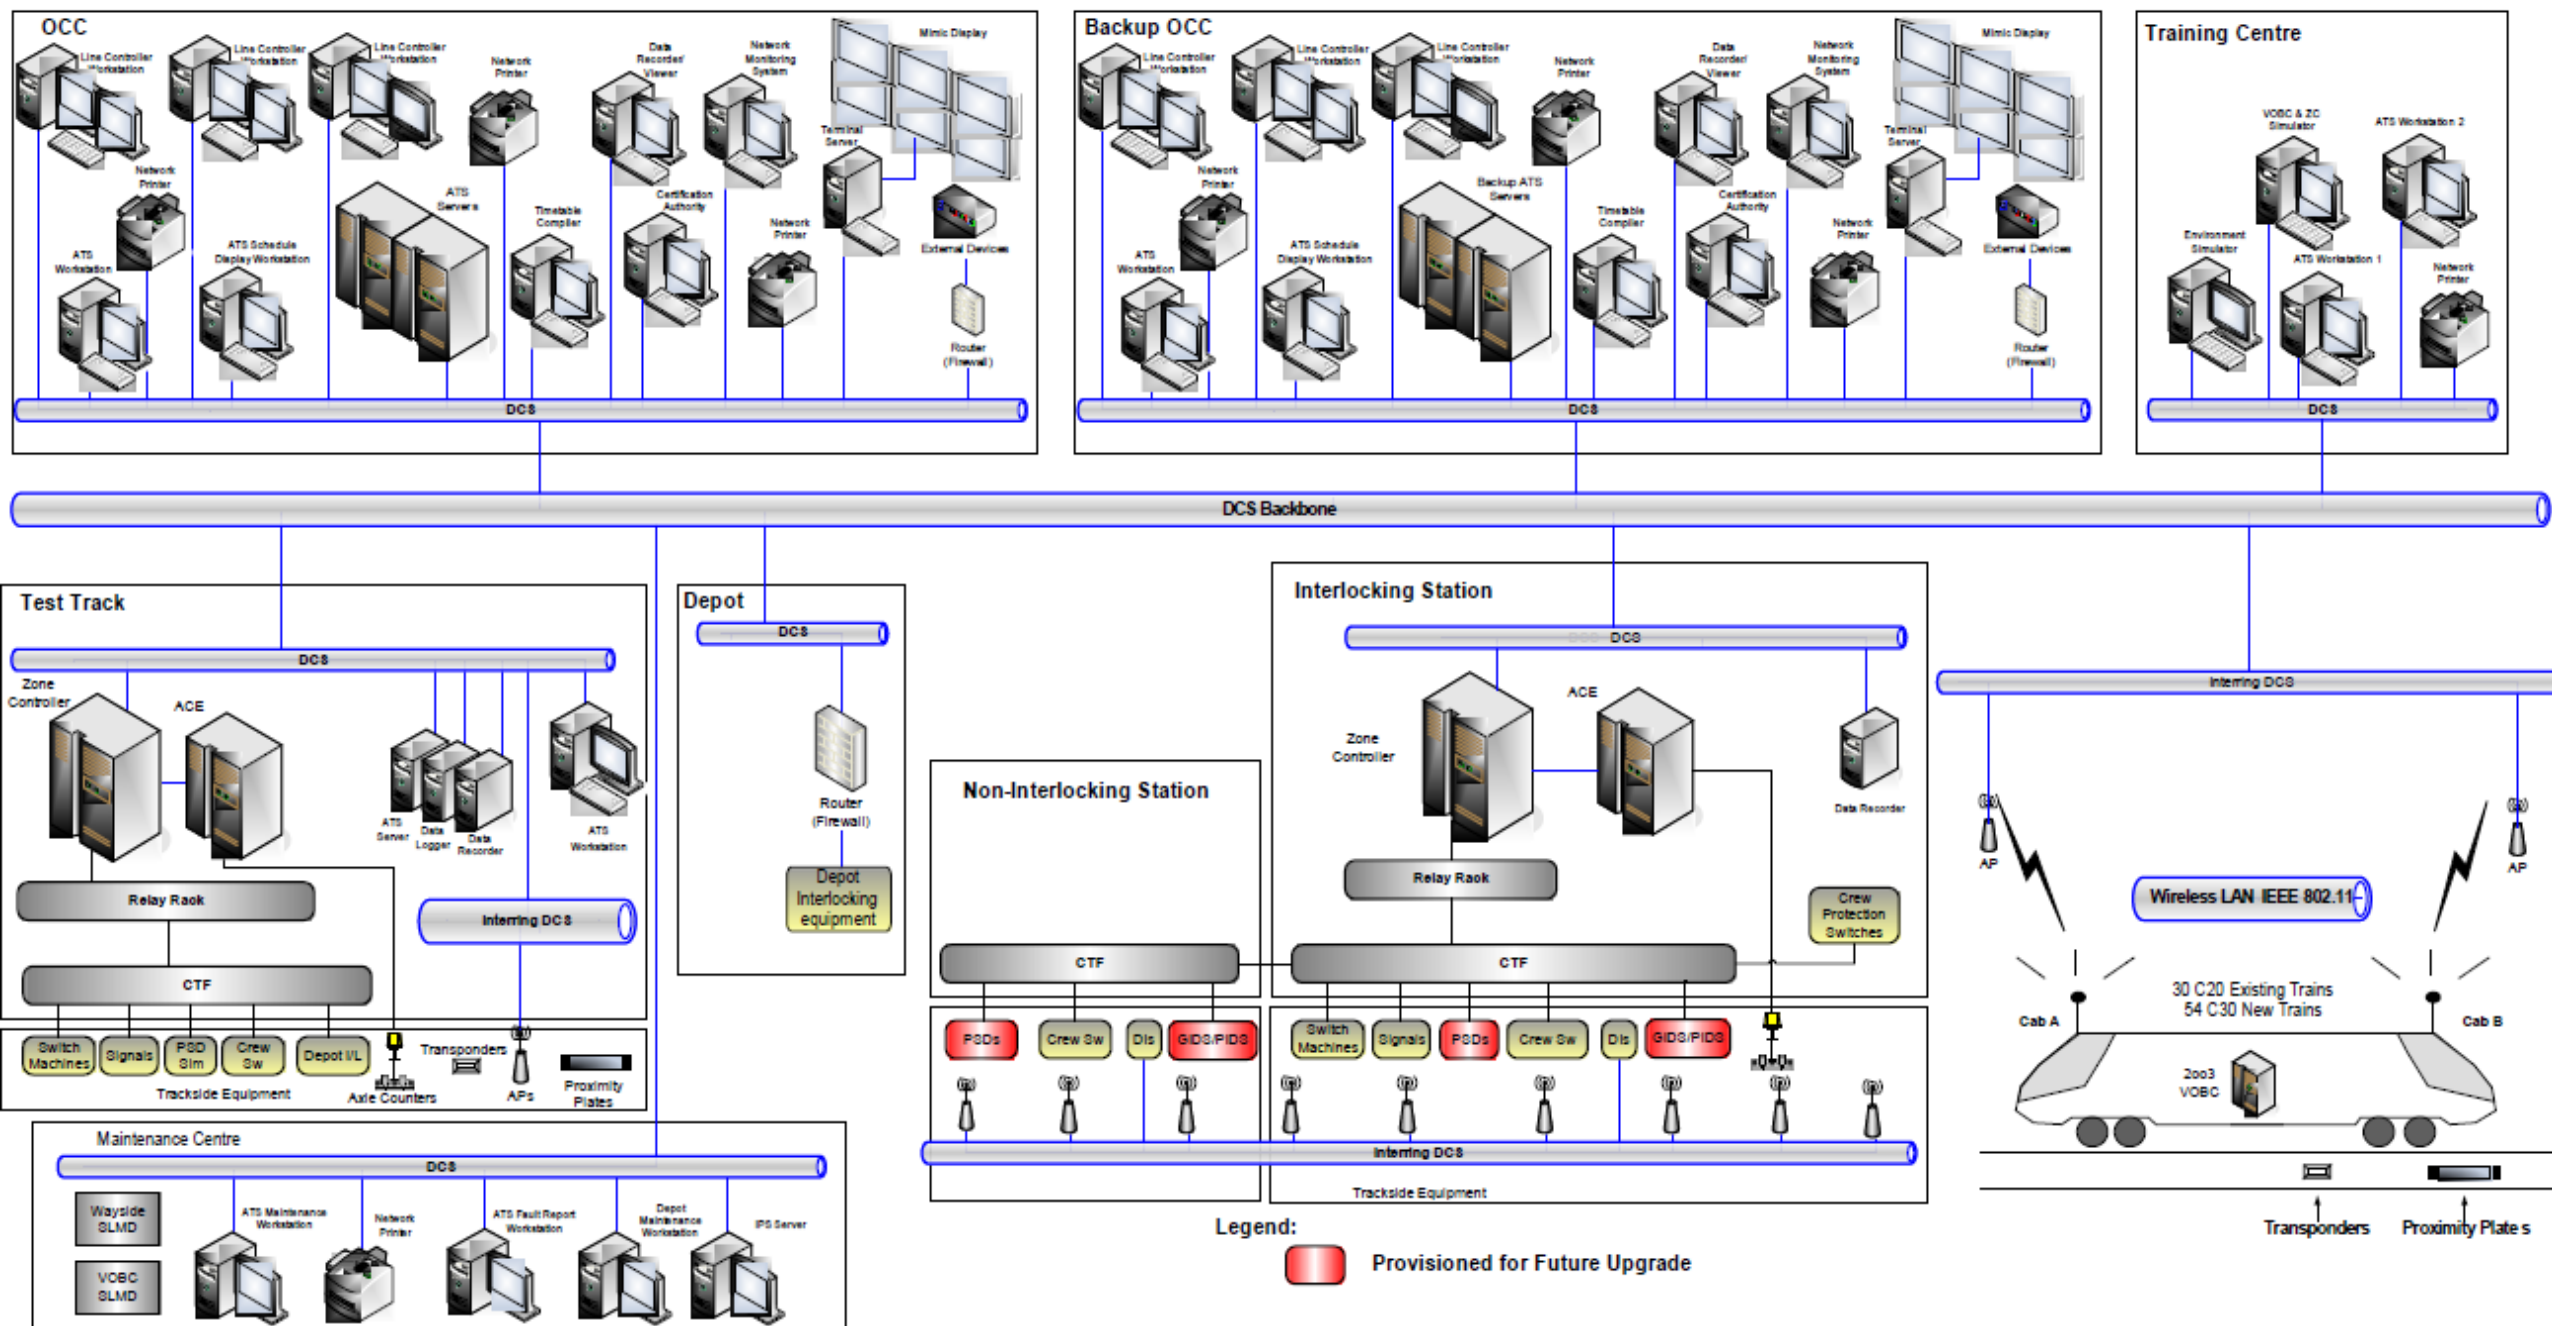 OCC
Line Controller
Workstation
Line Controller
Workstation
Line Controller
Workstation
Network
Printer
Data
Recorder/
Viewer
Network
Monitoring
System
Mimic Display
Terminal
Server
Network
Printer
ATS
Servers
Timetable
Compiler
Certification
Authority
Network
Printer
External Devices
ATS
Workstation
ATS Schedule
Display Workstation
Router
(Firewall)
DCS
Backup OCC
Line Controller
Workstation
Line Controller
Workstation
Line Controller
Workstation
Network
Printer
Data
Recorder/
Viewer
Network
Monitoring
System
Mimic Display
Terminal
Server
Network
Printer
Backup ATS
Servers
Timetable
Compiler
Certification
Authority
Network
Printer
External Devices
ATS
Workstation
ATS Schedule
Display Workstation
Router
(Firewall)
DCS
Training Centre
VOBC & ZC
Simulator
ATS Workstation 2
Environment
Simulator
ATS Workstation 1
Network
Printer
DCS
DCS Backbone
Test Track
DCS
Zone
Controller
ACE
ATS
Server
Data
Logger
Data
Recorder
ATS
Workstation
Relay Rack
Interring DCS
CTF
Switch
Machines
Signals
PSD
Sim
Crew
Sw
Depot I/L
Axle Counters
Transponders
APs
Proximity
Plates
Trackside Equipment
Depot
DCS
Router
(Firewall)
Depot
Interlocking
equipment
Non-Interlocking Station
CTF
PSDs
Crew Sw
DIs
GIDS/PIDS
Interlocking Station
DCS
Zone
Controller
ACE
Data Recorder
Relay Rack
Crew
Protection
Switches
CTF
Switch
Machines
Signals
PSDs
Crew Sw
DIs
GIDS/PIDS
Interring DCS
Trackside Equipment
Interring DCS
AP
AP
Wireless LAN IEEE 802.11
30 C20 Existing Trains
54 C30 New Trains
Cab A
Cab B
2oo3
VOBC
Transponders
Proximity Plates
Maintenance Centre
DCS
Wayside
SLMD
VOBC
SLMD
ATS Maintenance
Workstation
Network
Printer
ATS Fault Report
Workstation
Depot
Maintenance
Workstation
IPS Server
Legend:
Provisioned for Future Upgrade